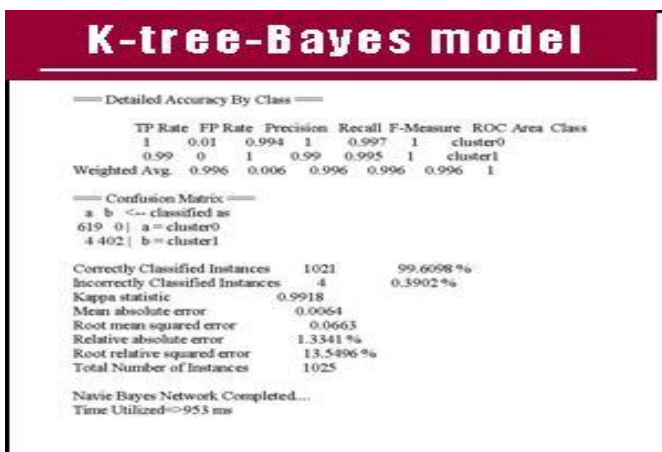 K-tree-Bayes model
=== Detailed Accuracy By Class ===
TP Rate FP Rate Precision Recall F-Measure ROC Area Class
1 0.01 0.994 1 0.997 1 cluster0
0.99 0 1 0.99 0.995 1 cluster1
Weighted Avg. 0.996 0.006 0.996 0.996 0.996 1
=== Confusion Matrix ===
a b <-- classified as
619 0 | a = cluster0
4 402 | b = cluster1
Correctly Classified Instances 1021 99.6098 %
Incorrectly Classified Instances 4 0.3902 %
Kappa statistic 0.9918
Mean absolute error 0.0064
Root mean squared error 0.0663
Relative absolute error 1.3341 %
Root relative squared error 13.5496 %
Total Number of Instances 1025
Navie Bayes Network Completed...
Time Utilized=>953 ms